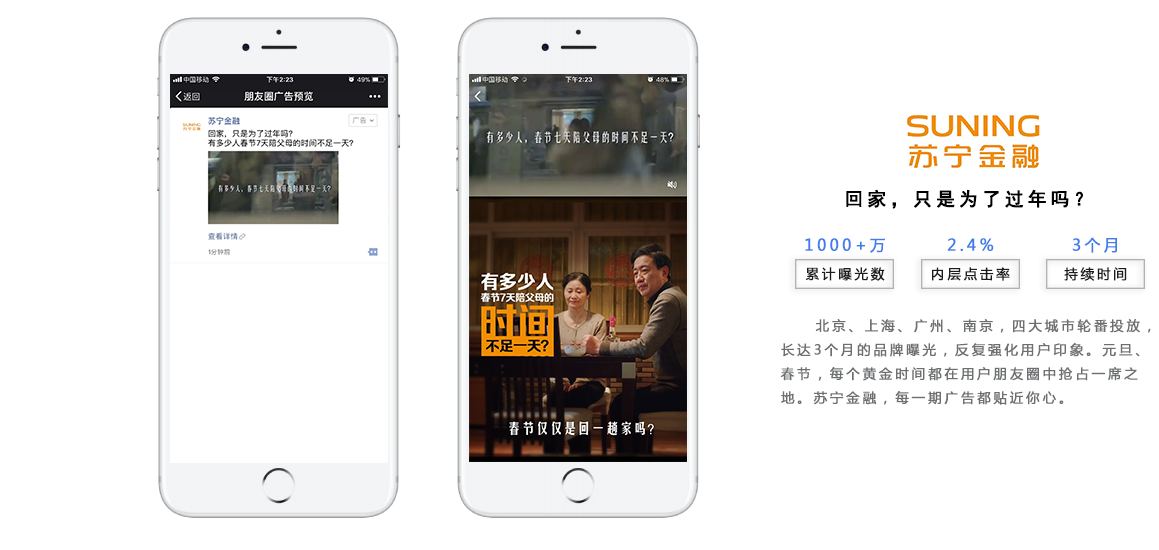 中国移动
下午2:23
49%
返回
朋友圈广告预览
SUNING
苏宁金融
苏宁金融
广告
回家，只是为了过年吗？
有多少人春节7天陪父母的时间不足一天？
有多少人，春节七天陪父母的时间不足一天？
查看详情
1分钟前
中国移动
下午2:23
48%
有多少人，春节七天陪父母的时间不足一天？
有多少人
春节7天陪父母的
时间
不足一天？
春节仅仅是回一趟家吗？
SUNING
苏宁金融
回家，只是为了过年吗？
1000+万
2.4%
3个月
累计曝光数
内层点击率
持续时间
北京、上海、广州、南京，四大城市轮番投放，
长达3个月的品牌曝光，反复强化用户印象。元旦、
春节，每个黄金时间都在用户朋友圈中抢占一席之
地。苏宁金融，每一期广告都贴近你心。